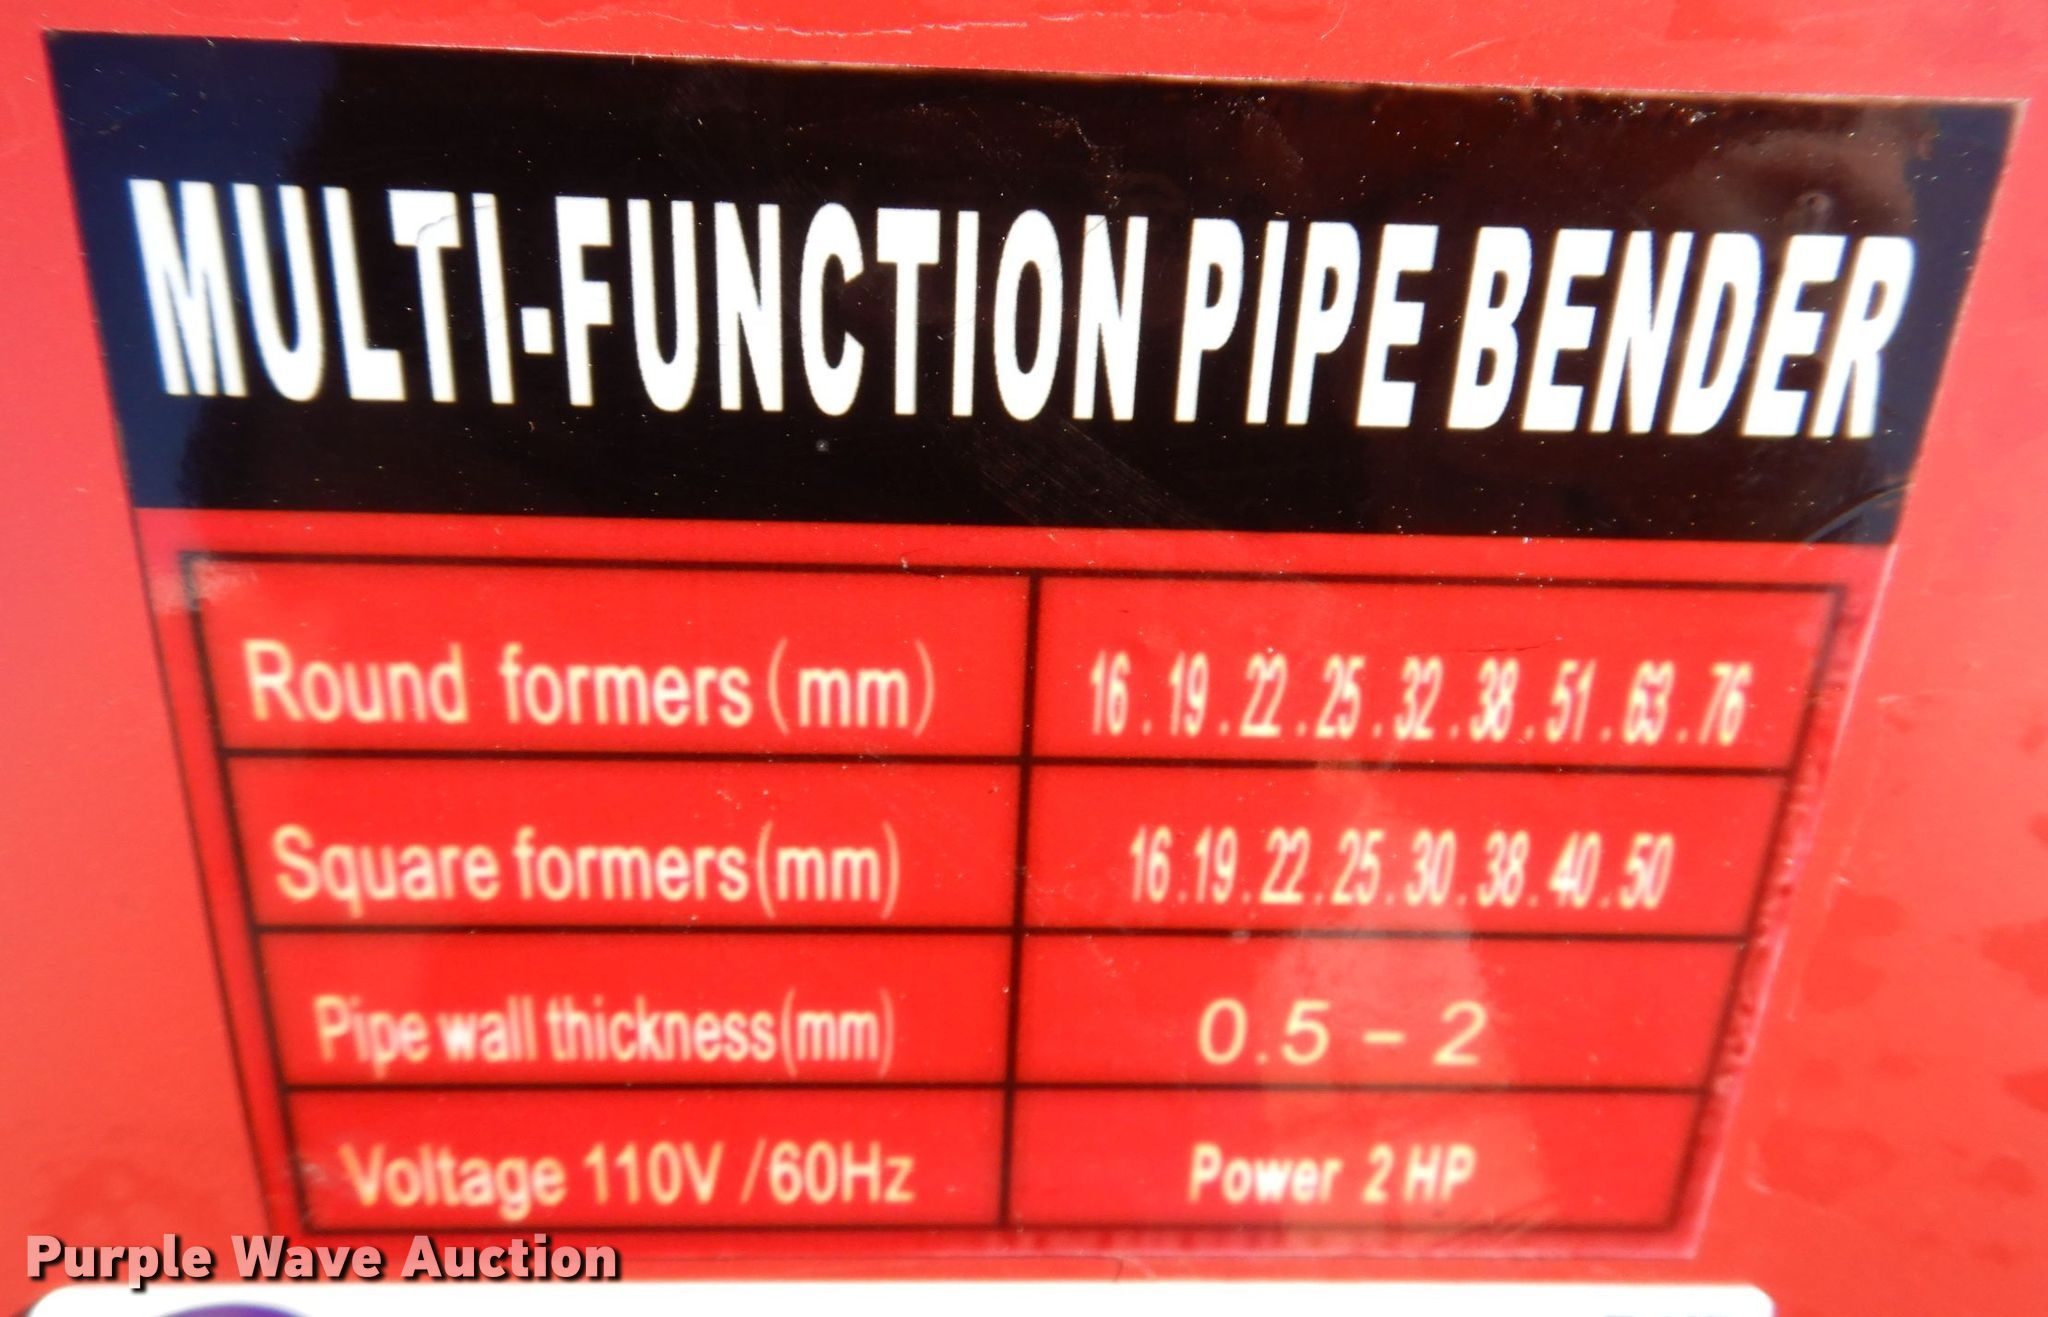 MULTI-FUNCTION PIPE BENDER
Round formers(mm) 16.19.22.25.32.38.51.63.76
Square formers(mm) 16.19.22.25.30.38.40.50
Pipe wall thickness(mm) 0.5-2
Voltage 110V/60Hz Power 2HP
Purple Wave Auction